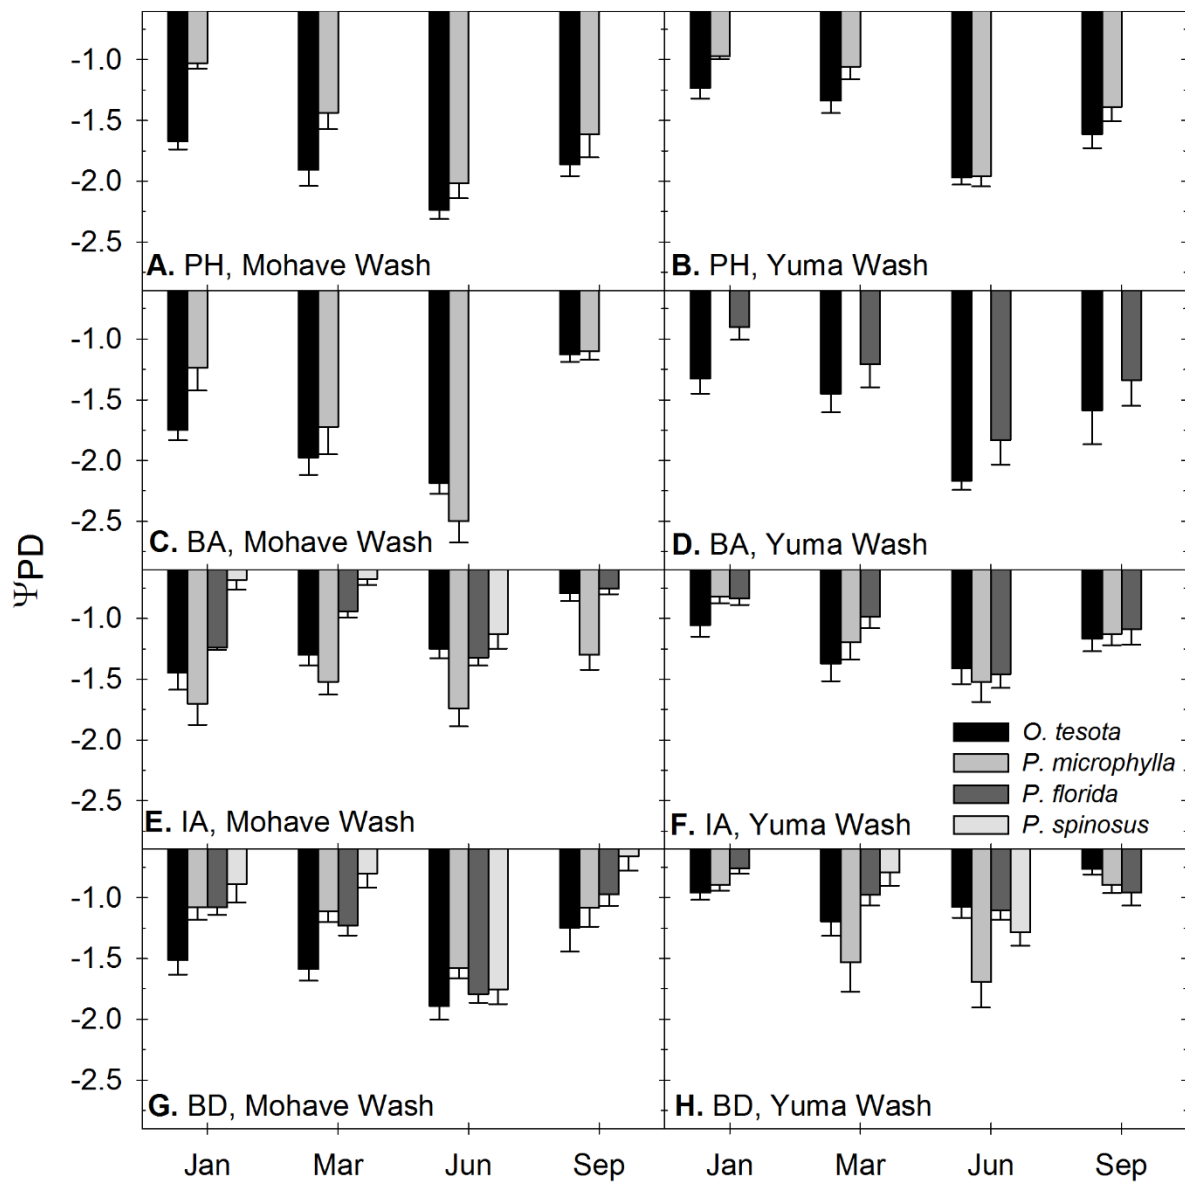 ΨPD
-1.0
-1.5
-2.0
-2.5
A. PH, Mohave Wash
B. PH, Yuma Wash
-1.0
-1.5
-2.0
-2.5
C. BA, Mohave Wash
D. BA, Yuma Wash
-1.0
-1.5
-2.0
-2.5
E. IA, Mohave Wash
F. IA, Yuma Wash
O. tesota
P. microphylla
P. florida
P. spinosus
-1.0
-1.5
-2.0
-2.5
G. BD, Mohave Wash
H. BD, Yuma Wash
Jan Mar Jun Sep
Jan Mar Jun Sep